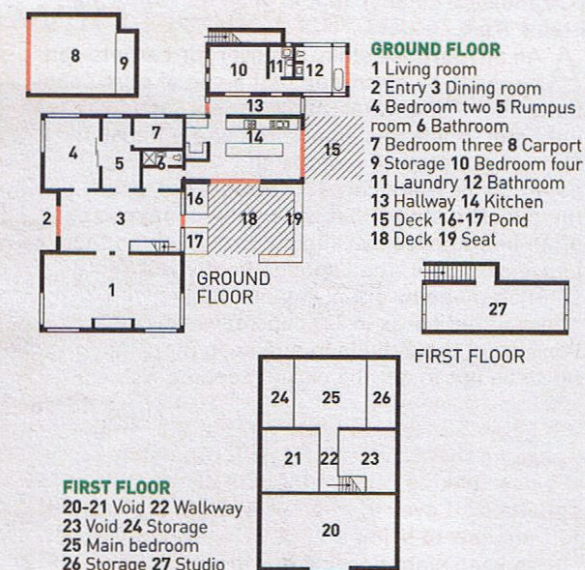 GROUND FLOOR
1 Living room
2 Entry 3 Dining room
4 Bedroom two 5 Rumpus
room 6 Bathroom
7 Bedroom three 8 Carport
9 Storage 10 Bedroom four
11 Laundry 12 Bathroom
13 Hallway 14 Kitchen
15 Deck 16-17 Pond
18 Deck 19 Seat
8
9
10
11
12
13
14
15
7
4
5
6
16
2
3
18
19
17
1
GROUND
FLOOR
27
FIRST FLOOR
24
25
26
21
22
23
20
FIRST FLOOR
20-21 Void 22 Walkway
23 Void 24 Storage
25 Main bedroom
26 Storage 27 Studio